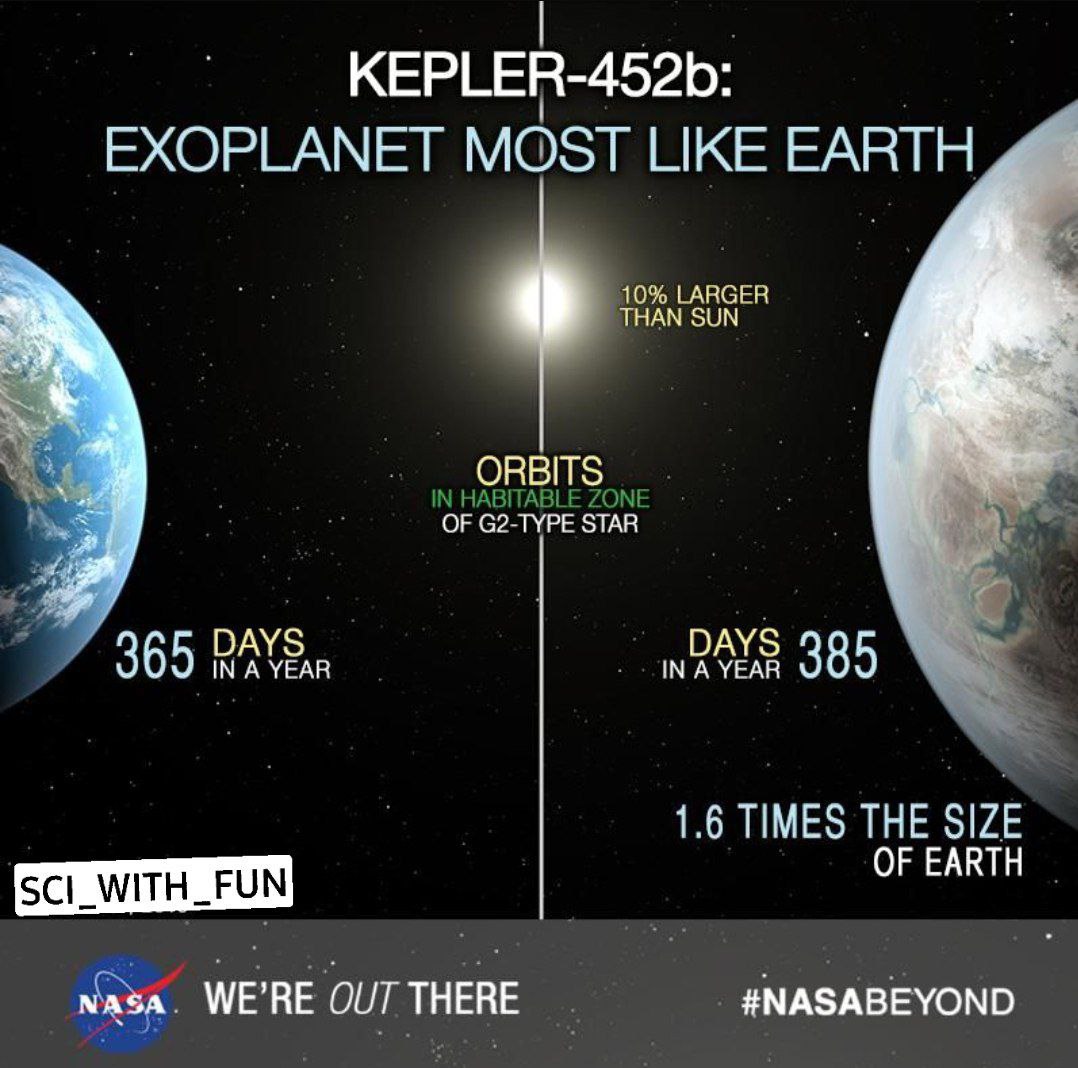 KEPLER-452b:
EXOPLANET MOST LIKE EARTH
10% LARGER
THAN SUN
ORBITS
IN HABITABLE ZONE
OF G2-TYPE STAR
365 DAYS
IN A YEAR
DAYS 385
IN A YEAR
1.6 TIMES THE SIZE
OF EARTH
SCI_WITH_FUN
NASA WE'RE OUT THERE
#NASABEYOND